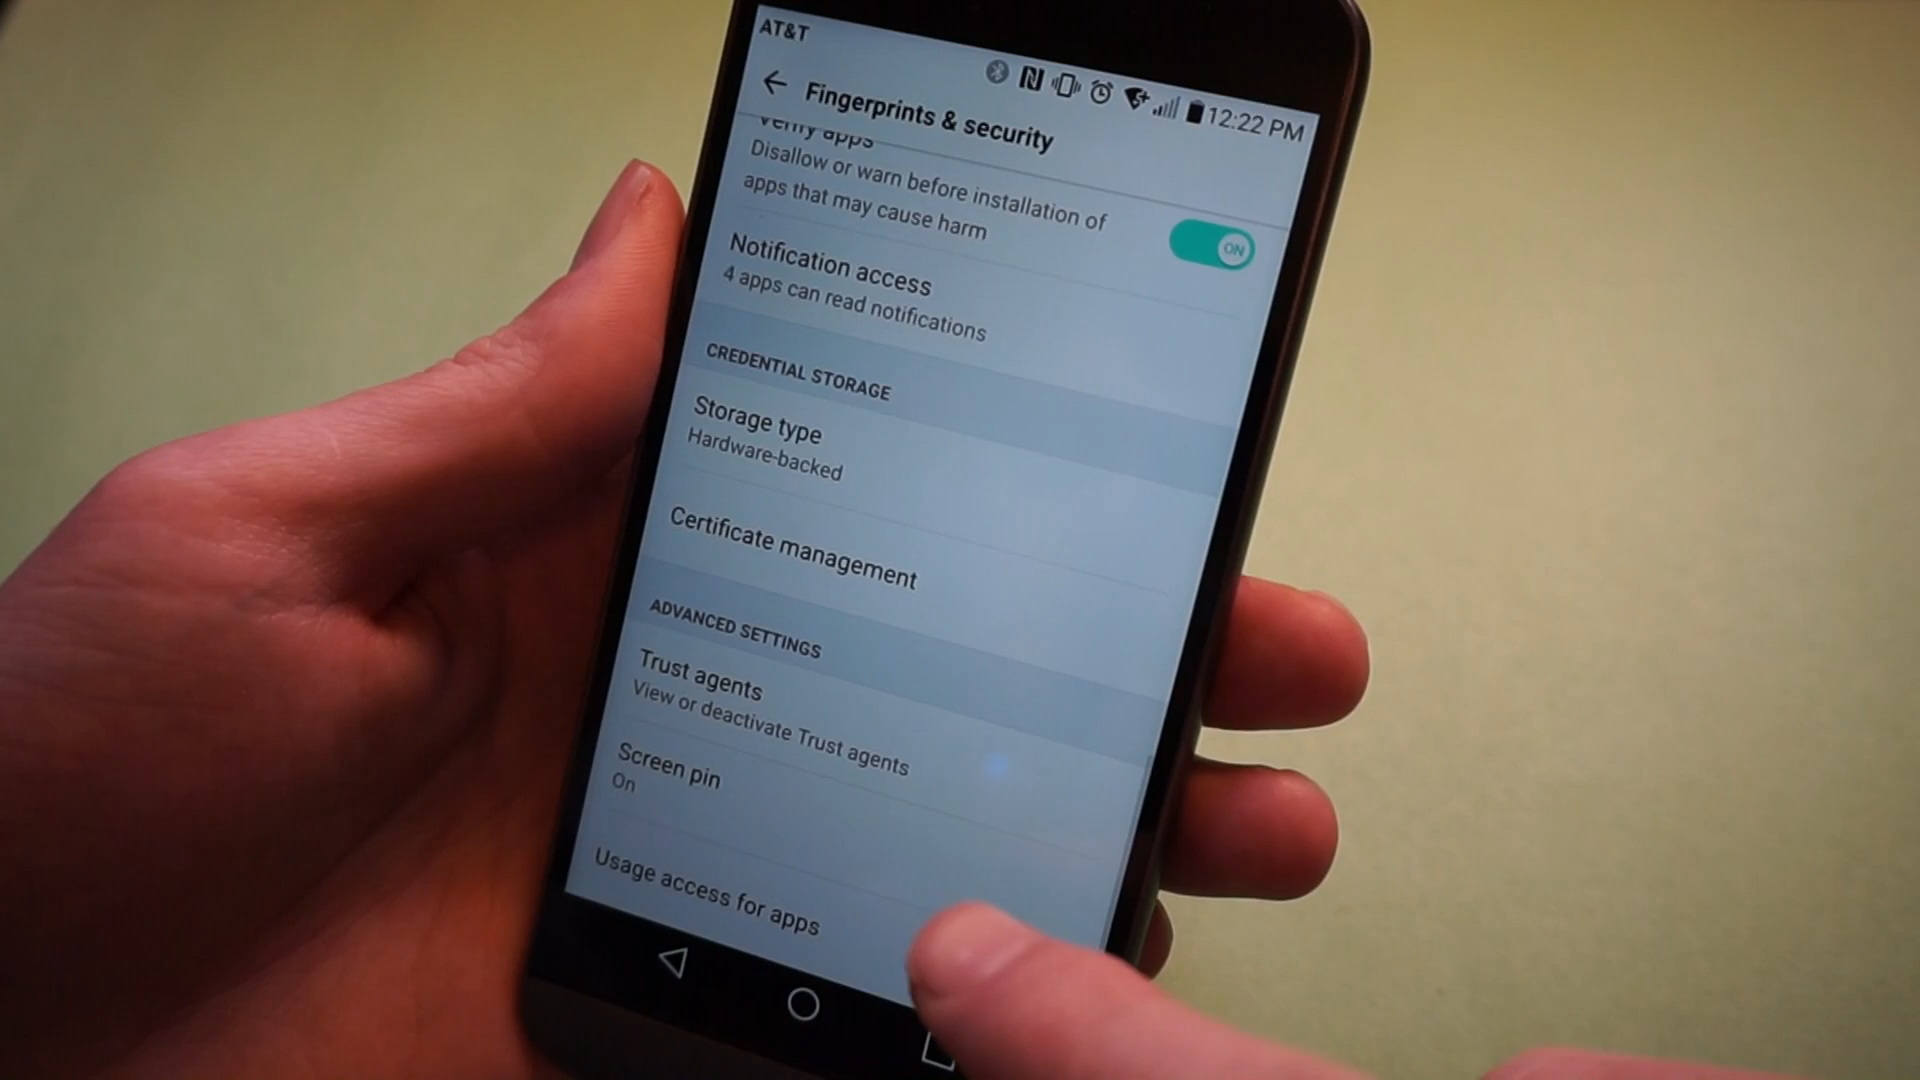 AT&T
12:22 PM
Fingerprints & security
Verify apps
Disallow or warn before installation of
apps that may cause harm
ON
Notification access
4 apps can read notifications
CREDENTIAL STORAGE
Storage type
Hardware-backed
Certificate management
ADVANCED SETTINGS
Trust agents
View or deactivate Trust agents
Screen pin
On
Usage access for apps